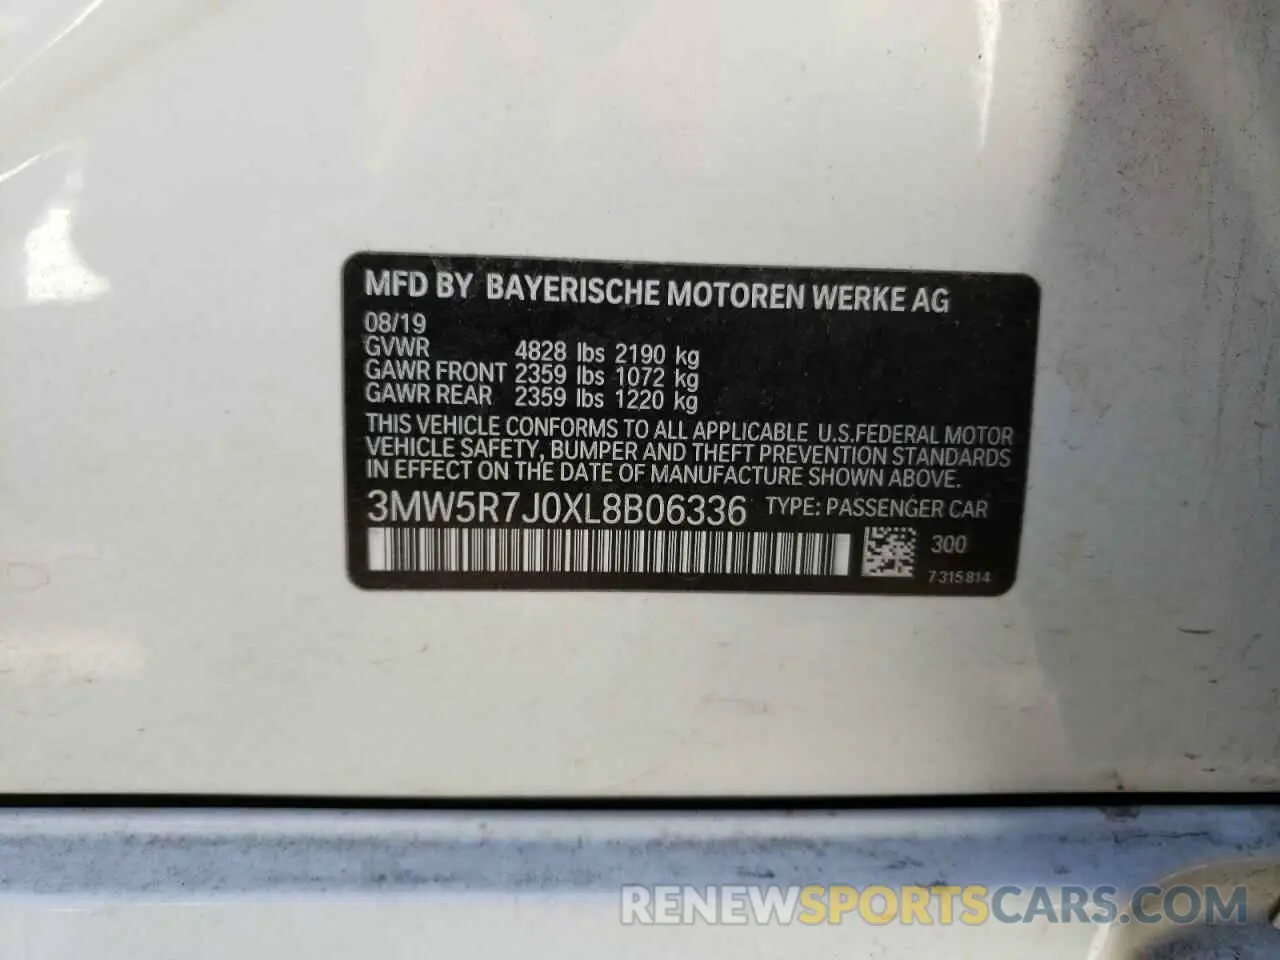 MFD BY BAYERISCHE MOTOREN WERKE AG
08/19
GVWR 4828 lbs 2190 kg
GAWR FRONT 2359 lbs 1072 kg
GAWR REAR 2359 lbs 1220 kg
THIS VEHICLE CONFORMS TO ALL APPLICABLE U.S.FEDERAL MOTOR
VEHICLE SAFETY, BUMPER AND THEFT PREVENTION STANDARDS
IN EFFECT ON THE DATE OF MANUFACTURE SHOWN ABOVE.
3MW5R7J0XL8B06336 TYPE: PASSENGER CAR
300
7315814
RENEWSPORTSCARS.COM